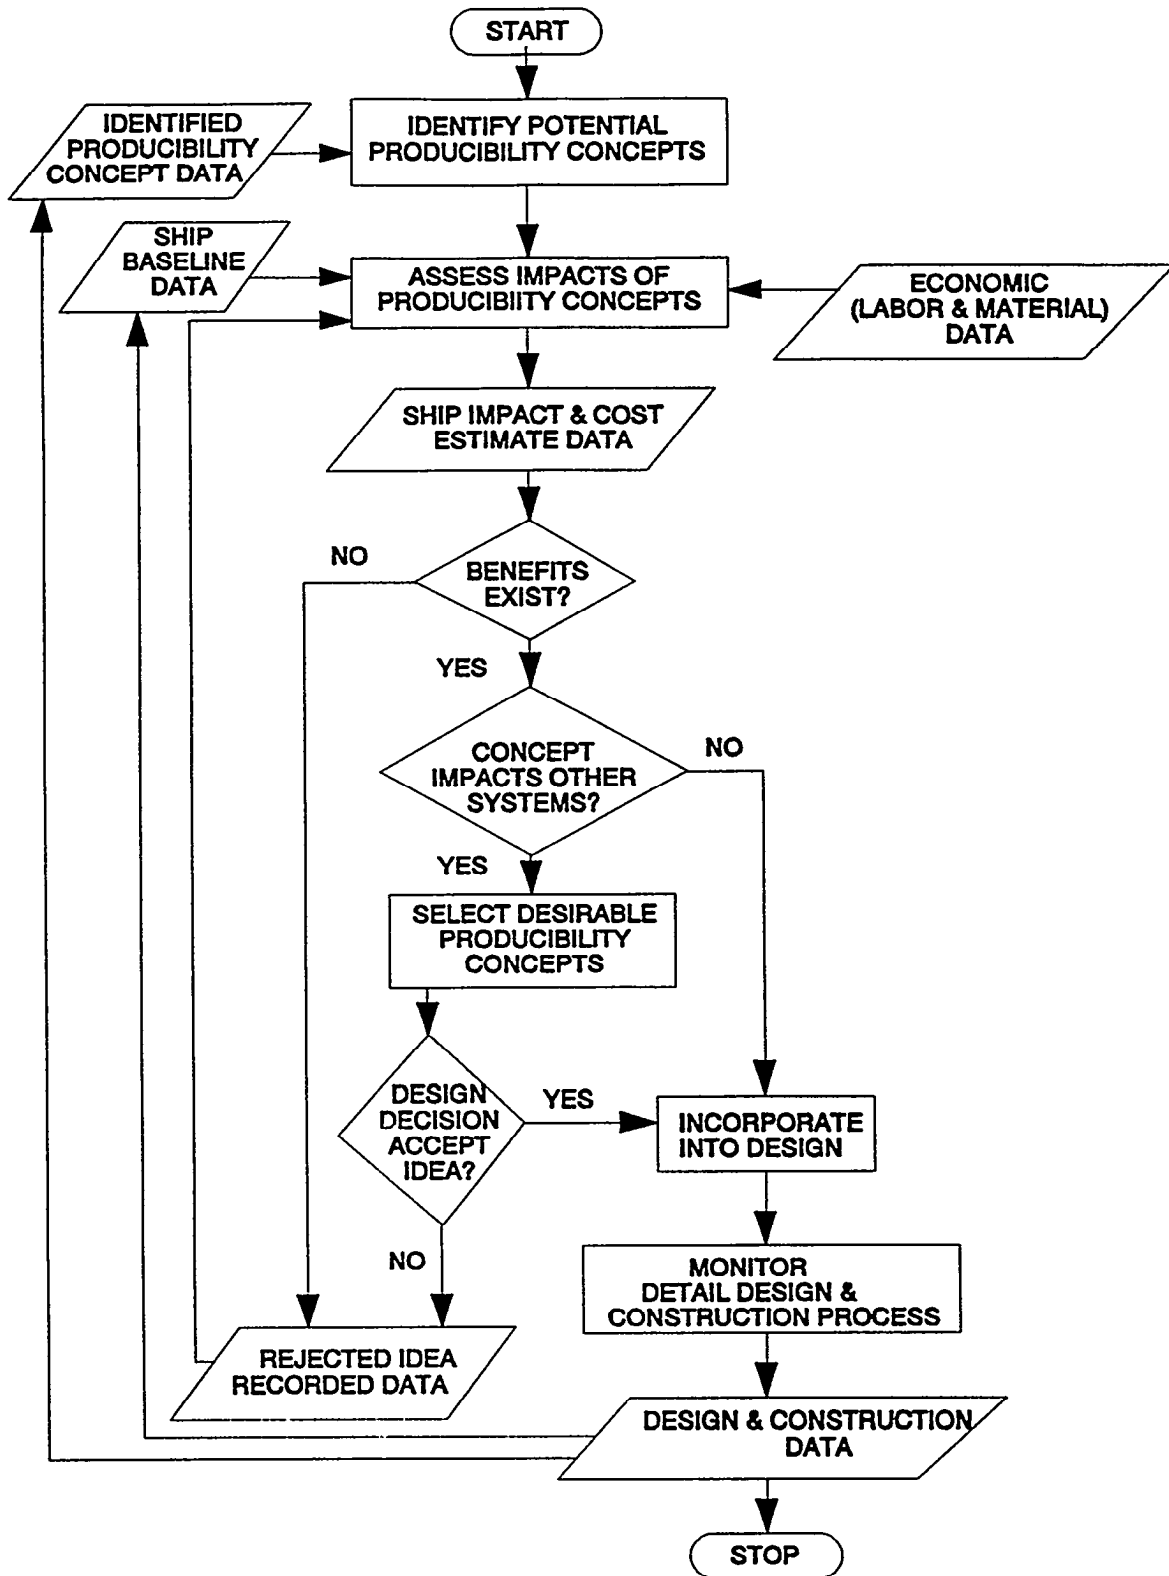 START
IDENTIFIED
PRODUCIBILITY
CONCEPT DATA
IDENTIFY POTENTIAL
PRODUCIBILITY CONCEPTS
SHIP
BASELINE
DATA
ASSESS IMPACTS OF
PRODUCIBIITY CONCEPTS
ECONOMIC
(LABOR & MATERIAL)
DATA
SHIP IMPACT & COST
ESTIMATE DATA
NO
BENEFITS
EXIST?
YES
CONCEPT
IMPACTS OTHER
SYSTEMS?
NO
YES
SELECT DESIRABLE
PRODUCIBILITY
CONCEPTS
DESIGN
DECISION
ACCEPT
IDEA?
YES
INCORPORATE
INTO DESIGN
NO
MONITOR
DETAIL DESIGN &
CONSTRUCTION PROCESS
REJECTED IDEA
RECORDED DATA
DESIGN & CONSTRUCTION
DATA
STOP